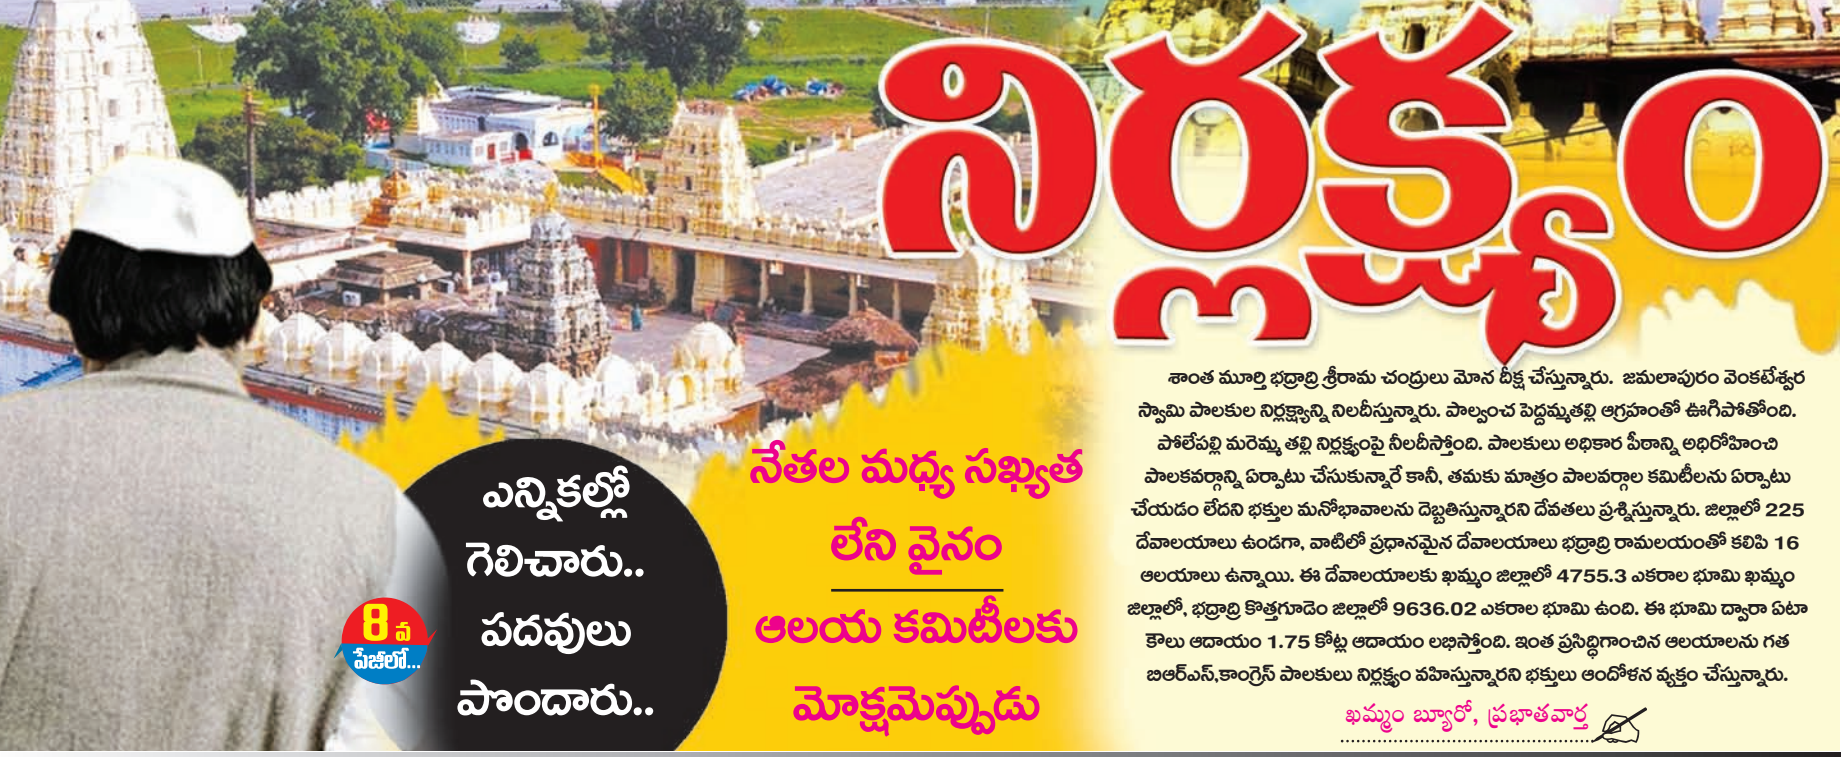 నిర్లక్ష్యం
ఎన్నికల్లో
గెలిచారు..
పదవులు
పొందారు..
8 వ
పేజీలో...
నేతల మధ్య సఖ్యత
లేని వైనం
ఆలయ కమిటీలకు
మోక్షమెప్పుడు
శాంత మూర్తి భద్రాద్రి శ్రీరామ చంద్రులు మోన దీక్ష చేస్తున్నారు. జమలాపురం వెంకటేశ్వర
స్వామి పాలకుల నిర్లక్ష్యాన్ని నిలదీస్తున్నారు. పాల్వంచ పెద్దమ్మతల్లి ఆగ్రహంతో ఊగిపోతోంది.
పోలేపల్లి మరెమ్మ తల్లి నిర్లక్ష్యంపై నీలదీస్తోంది. పాలకులు అధికార పీఠాన్ని అధిరోహించి
పాలకవర్గాన్ని ఏర్పాటు చేసుకున్నారే కానీ, తమకు మాత్రం పాలవర్గాల కమిటీలను ఏర్పాటు
చేయడం లేదని భక్తుల మనోభావాలను దెబ్బతిస్తున్నారని దేవతలు ప్రశ్నిస్తున్నారు. జిల్లాలో 225
దేవాలయాలు ఉండగా, వాటిలో ప్రధానమైన దేవాలయాలు భద్రాద్రి రామలయంతో కలిపి 16
ఆలయాలు ఉన్నాయి. ఈ దేవాలయాలకు ఖమ్మం జిల్లాలో 4755.3 ఎకరాల భూమి ఖమ్మం
జిల్లాలో, భద్రాద్రి కొత్తగూడెం జిల్లాలో 9636.02 ఎకరాల భూమి ఉంది. ఈ భూమి ద్వారా ఏటా
కౌలు ఆదాయం 1.75 కోట్ల ఆదాయం లభిస్తోంది. ఇంత ప్రసిద్ధిగాంచిన ఆలయాలను గత
బిఆర్ఎస్,కాంగ్రెస్ పాలకులు నిర్లక్ష్యం వహిస్తున్నారని భక్తులు ఆందోళన వ్యక్తం చేస్తున్నారు.
ఖమ్మం బ్యూరో, ప్రభాతవార్త